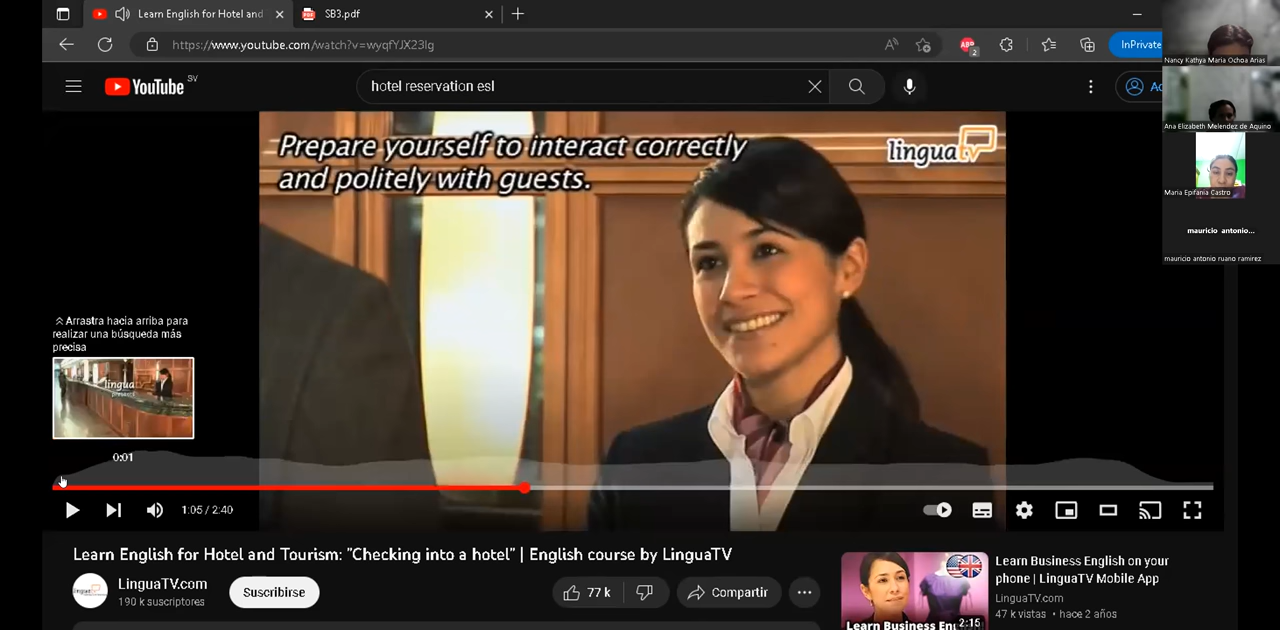 Learn English for Hotel and
SB3.pdf
https://www.youtube.com/watch?v=wyqfYJX23lg
InPrivate
YouTube SV
hotel reservation esl
Prepare yourself to interact correctly
and politely with guests.
linguatv
Nancy Kathya Maria Ochoa Arias
Ana Elizabeth Melendez de Aquino
Maria Epifania Castro
mauricio antonio...
mauricio antonio ruano ramirez
Arrastra hacia arriba para
realizar una búsqueda más
precisa
linguatv
presents
0:01
1:05 / 2:40
Learn English for Hotel and Tourism: "Checking into a hotel" | English course by LinguaTV
LinguaTV.com
190 k suscriptores
Suscribirse
77 k
Compartir
Learn Business English on your
phone | LinguaTV Mobile App
LinguaTV.com
47 k vistas • hace 2 años
Learn Business En
2:15